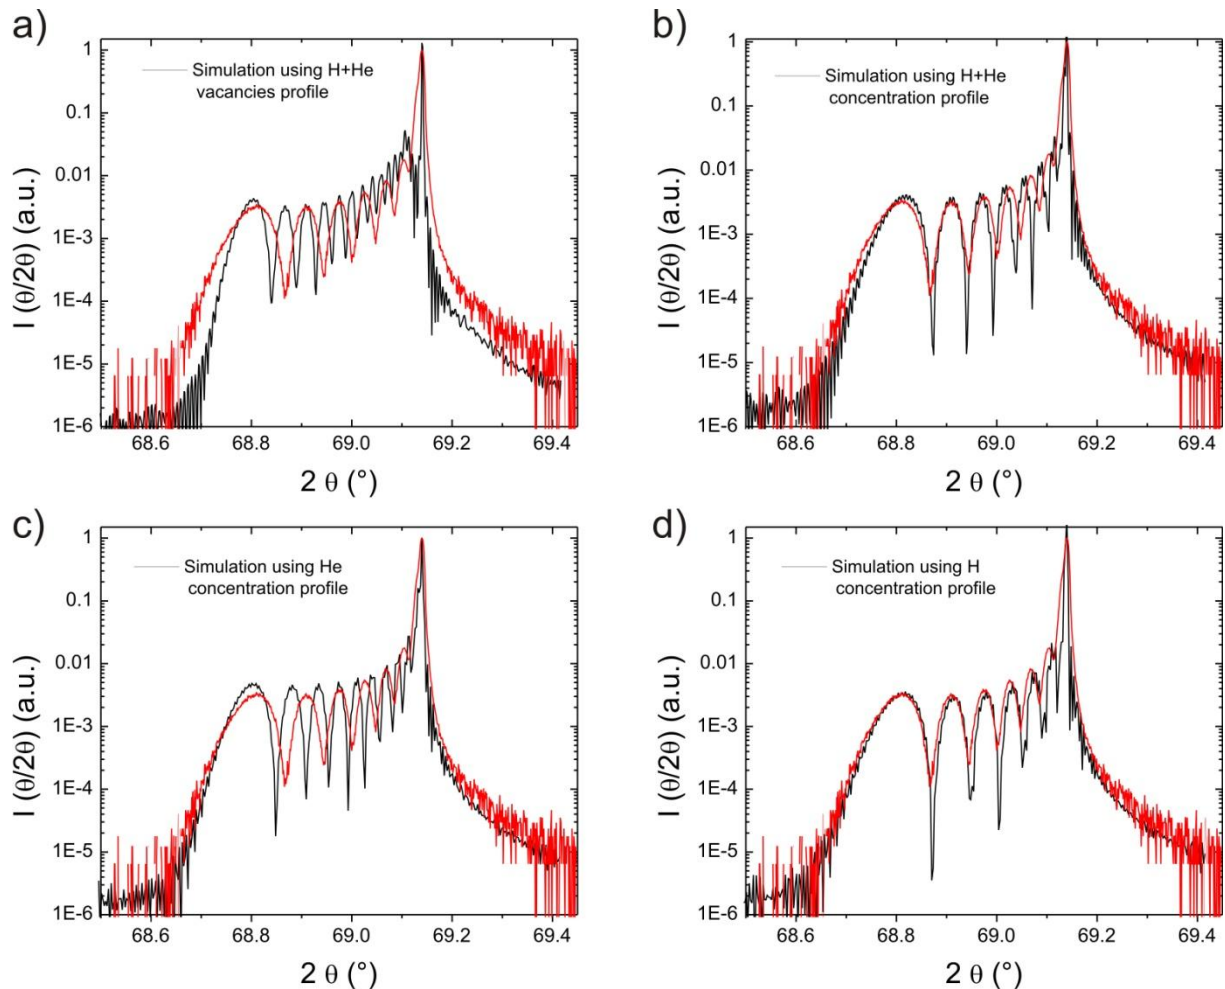 a)
Simulation using H+He
vacancies profile
I (θ/2θ) (a.u.)
1
0.1
0.01
1E-3
1E-4
1E-5
1E-6
68.6
68.8
69.0
69.2
69.4
2 θ (°)
b)
Simulation using H+He
concentration profile
I (θ/2θ) (a.u.)
1
0.1
0.01
1E-3
1E-4
1E-5
1E-6
68.6
68.8
69.0
69.2
69.4
2 θ (°)
c)
Simulation using He
concentration profile
I (θ/2θ) (a.u.)
1
0.1
0.01
1E-3
1E-4
1E-5
1E-6
68.6
68.8
69.0
69.2
69.4
2 θ (°)
d)
Simulation using H
concentration profile
I (θ/2θ) (a.u.)
1
0.1
0.01
1E-3
1E-4
1E-5
1E-6
68.6
68.8
69.0
69.2
69.4
2 θ (°)